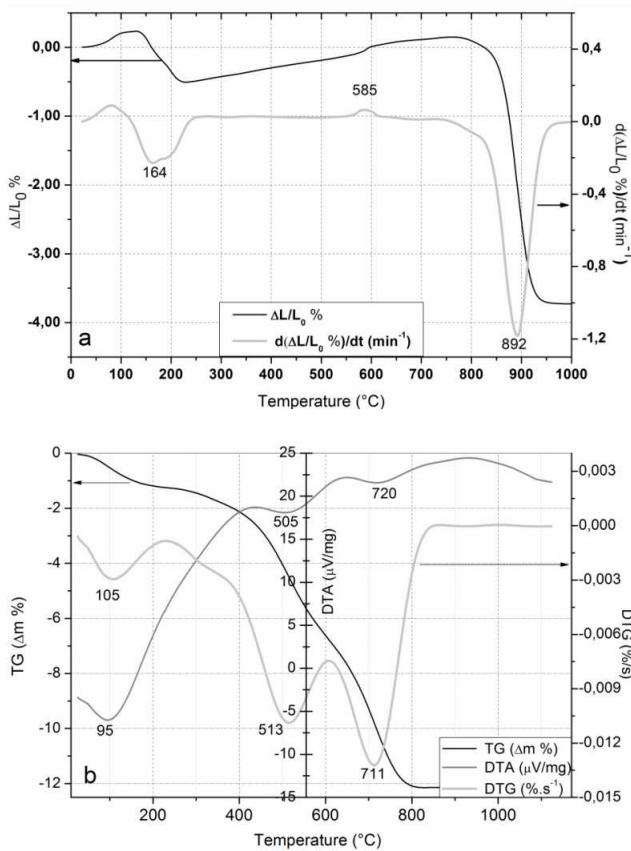 0,00
-1,00
-2,00
-3,00
-4,00
ΔL/L₀ %
0,4
0,0
-0,4
-0,8
-1,2
d(ΔL/L₀ %)/dt (min⁻¹)
585
164
892
ΔL/L₀ %
d(ΔL/L₀ %)/dt (min⁻¹)
a
0 100 200 300 400 500 600 700 800 900 1000
Temperature (°C)
0
-2
-4
-6
-8
-10
-12
TG (Δm %)
25
20
15
10
5
0
-5
-10
-15
DTA (µV/mg)
0,003
0,000
-0,003
-0,006
-0,009
-0,012
-0,015
DTG (%/s)
505
720
105
95
513
711
TG (Δm %)
DTA (µV/mg)
DTG (%.s⁻¹)
b
0 200 400 600 800 1000
Temperature (°C)